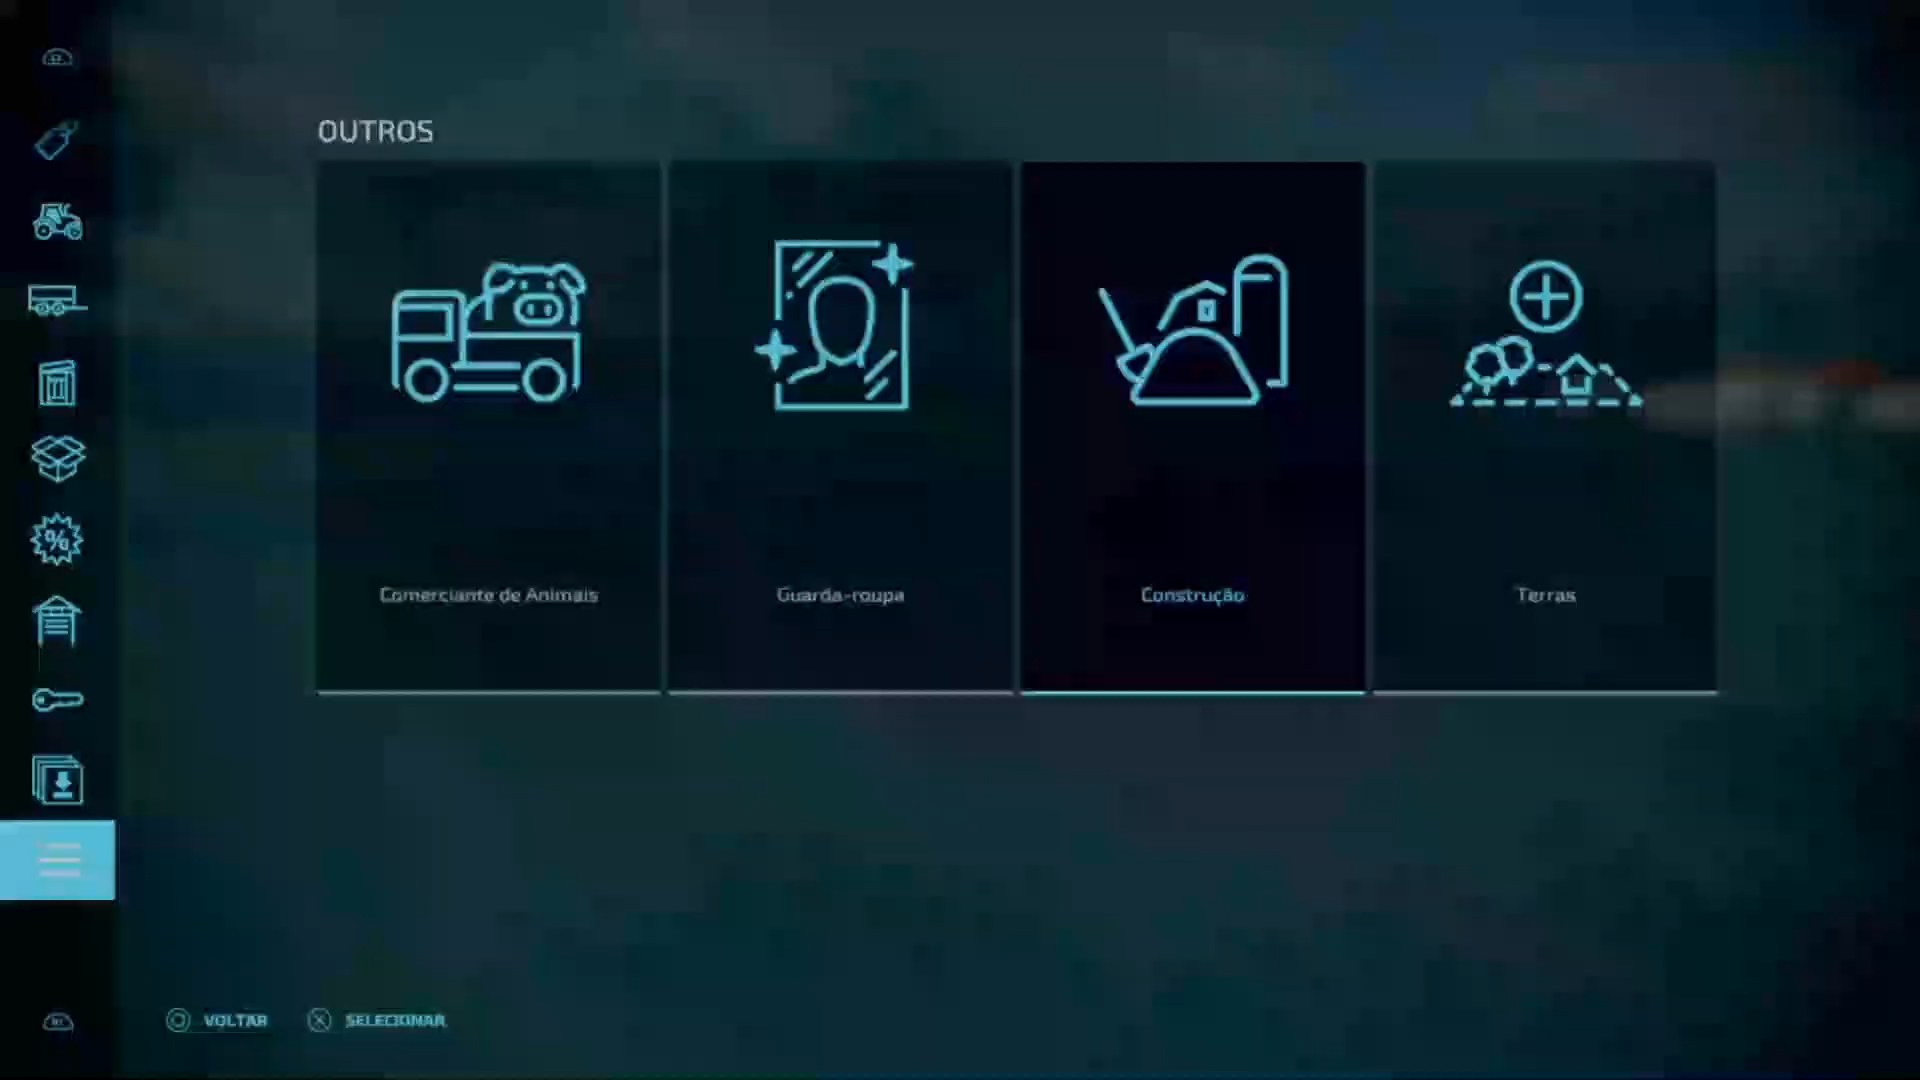 OUTROS
Comerciante de Animais
Guarda-roupa
Construção
Terras
%
VOLTAR
SELECIONAR